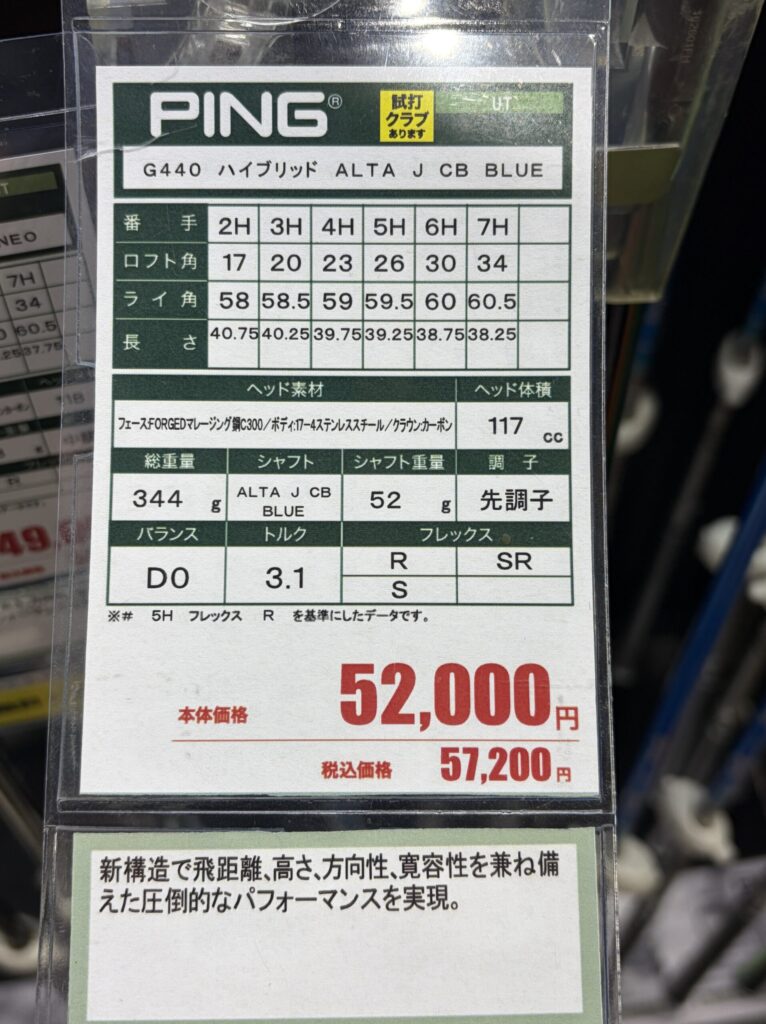 PING®
試打
クラブ
あります
UT
G440 ハイブリッド ALTA J CB BLUE
番手 2H 3H 4H 5H 6H 7H
ロフト角 17 20 23 26 30 34
ライ角 58 58.5 59 59.5 60 60.5
長さ 40.75 40.25 39.75 39.25 38.75 38.25
ヘッド素材 ヘッド体積
フェースFORGEDマレージング鋼C300/ボディ:17-4ステンレススチール/クラウンカーボン 117 cc
総重量 シャフト シャフト重量 調子
344 g ALTA J CB BLUE 52 g 先調子
バランス トルク フレックス
D0 3.1 R SR
S
※# 5H フレックス R を基準にしたデータです。
本体価格 52,000円
税込価格 57,200円
新構造で飛距離、高さ、方向性、寛容性を兼ね備
えた圧倒的なパフォーマンスを実現。
NEO
7H
34
60.5
37.75
49